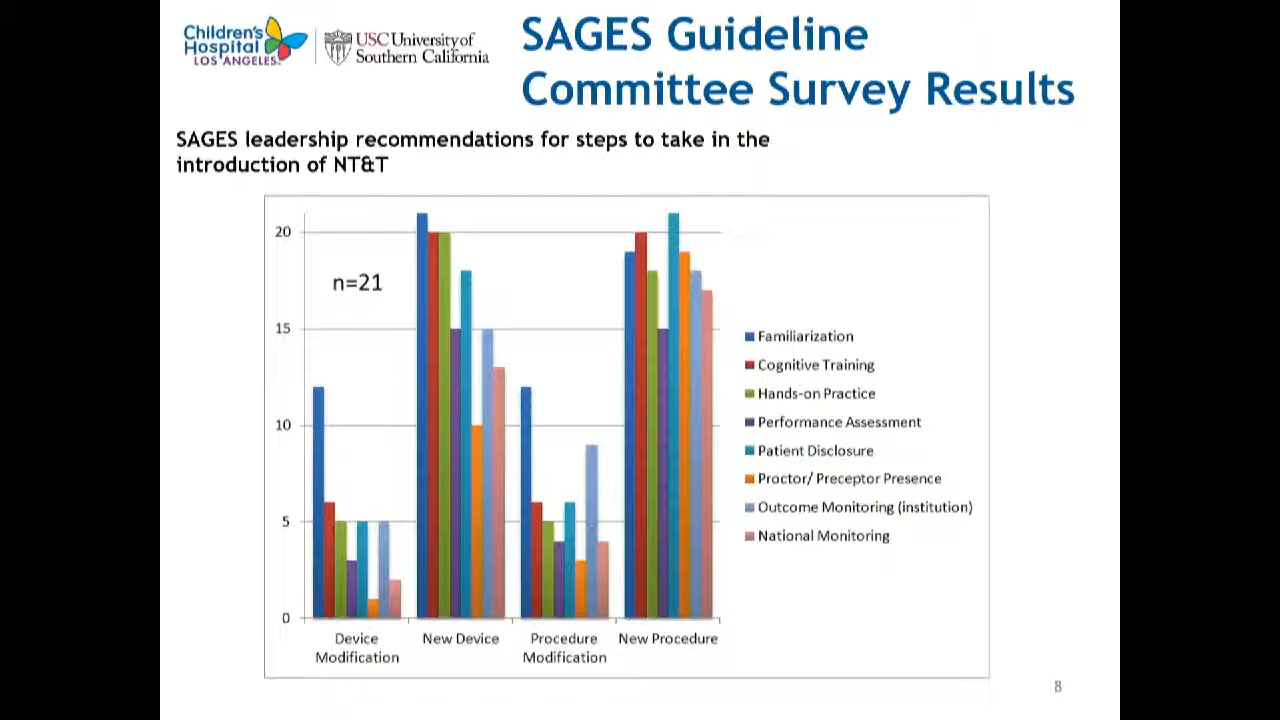 Children's
Hospital
LOS ANGELES
USC University of
Southern California
SAGES Guideline
Committee Survey Results
SAGES leadership recommendations for steps to take in the
introduction of NT&T
20
n=21
15
10
5
0
Familiarization
Cognitive Training
Hands-on Practice
Performance Assessment
Patient Disclosure
Proctor/ Preceptor Presence
Outcome Monitoring (institution)
National Monitoring
Device
Modification
New Device
Procedure
Modification
New Procedure
8